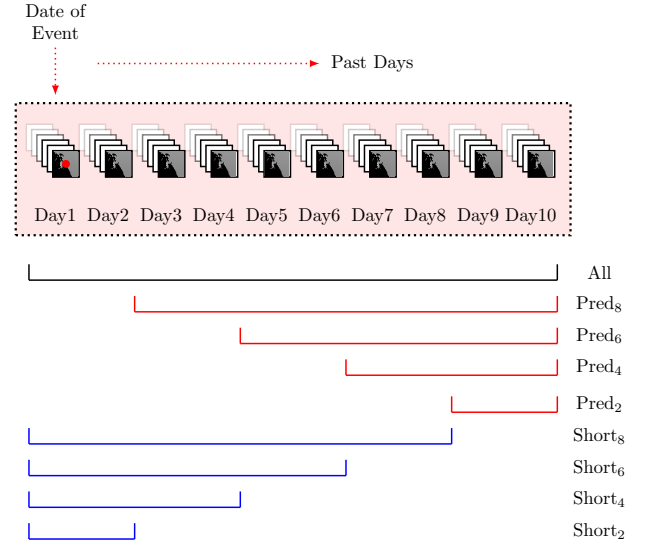 Date of
Event
Past Days
Day1 Day2 Day3 Day4 Day5 Day6 Day7 Day8 Day9 Day10
All
Pred₈
Pred₆
Pred₄
Pred₂
Short₈
Short₆
Short₄
Short₂